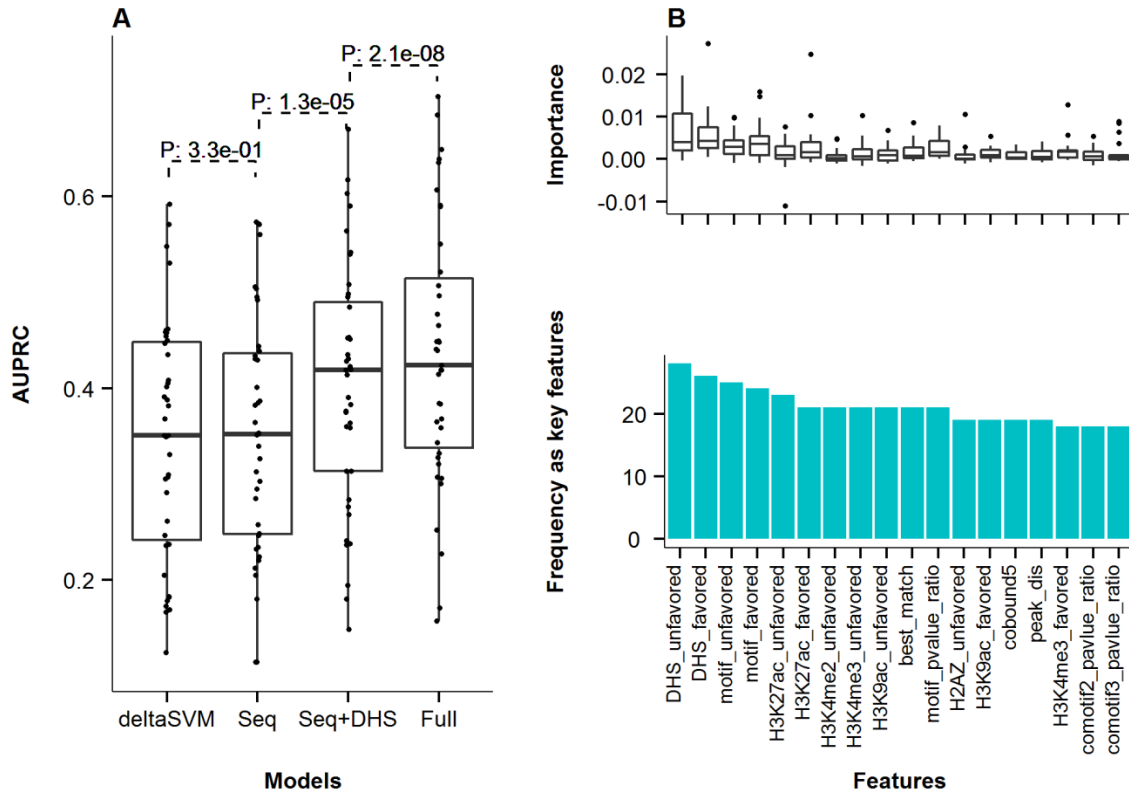 A
P: 2.1e-08
P: 1.3e-05
P: 3.3e-01
0.6
0.4
0.2
AUPRC
deltaSVM Seq Seq+DHS Full
Models
B
0.02
0.01
0.00
-0.01
Importance
20
0
Frequency as key features
DHS_unfavored
DHS_favored
motif_unfavored
motif_favored
H3K27ac_unfavored
H3K27ac_favored
H3K4me2_unfavored
H3K4me3_unfavored
H3K9ac_unfavored
best_match
motif_pvalue_ratio
H2AZ_unfavored
H3K9ac_favored
cobound5
peak_dis
H3K4me3_favored
comotif2_pavlue_ratio
comotif3_pavlue_ratio
Features